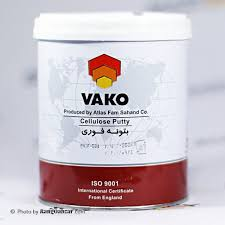 VAKO
Produced by Atlas Fam Sahand Co.
Cellulose Putty
بتونه فوری
ISO 9001
International Certificate
From England
© Photo by